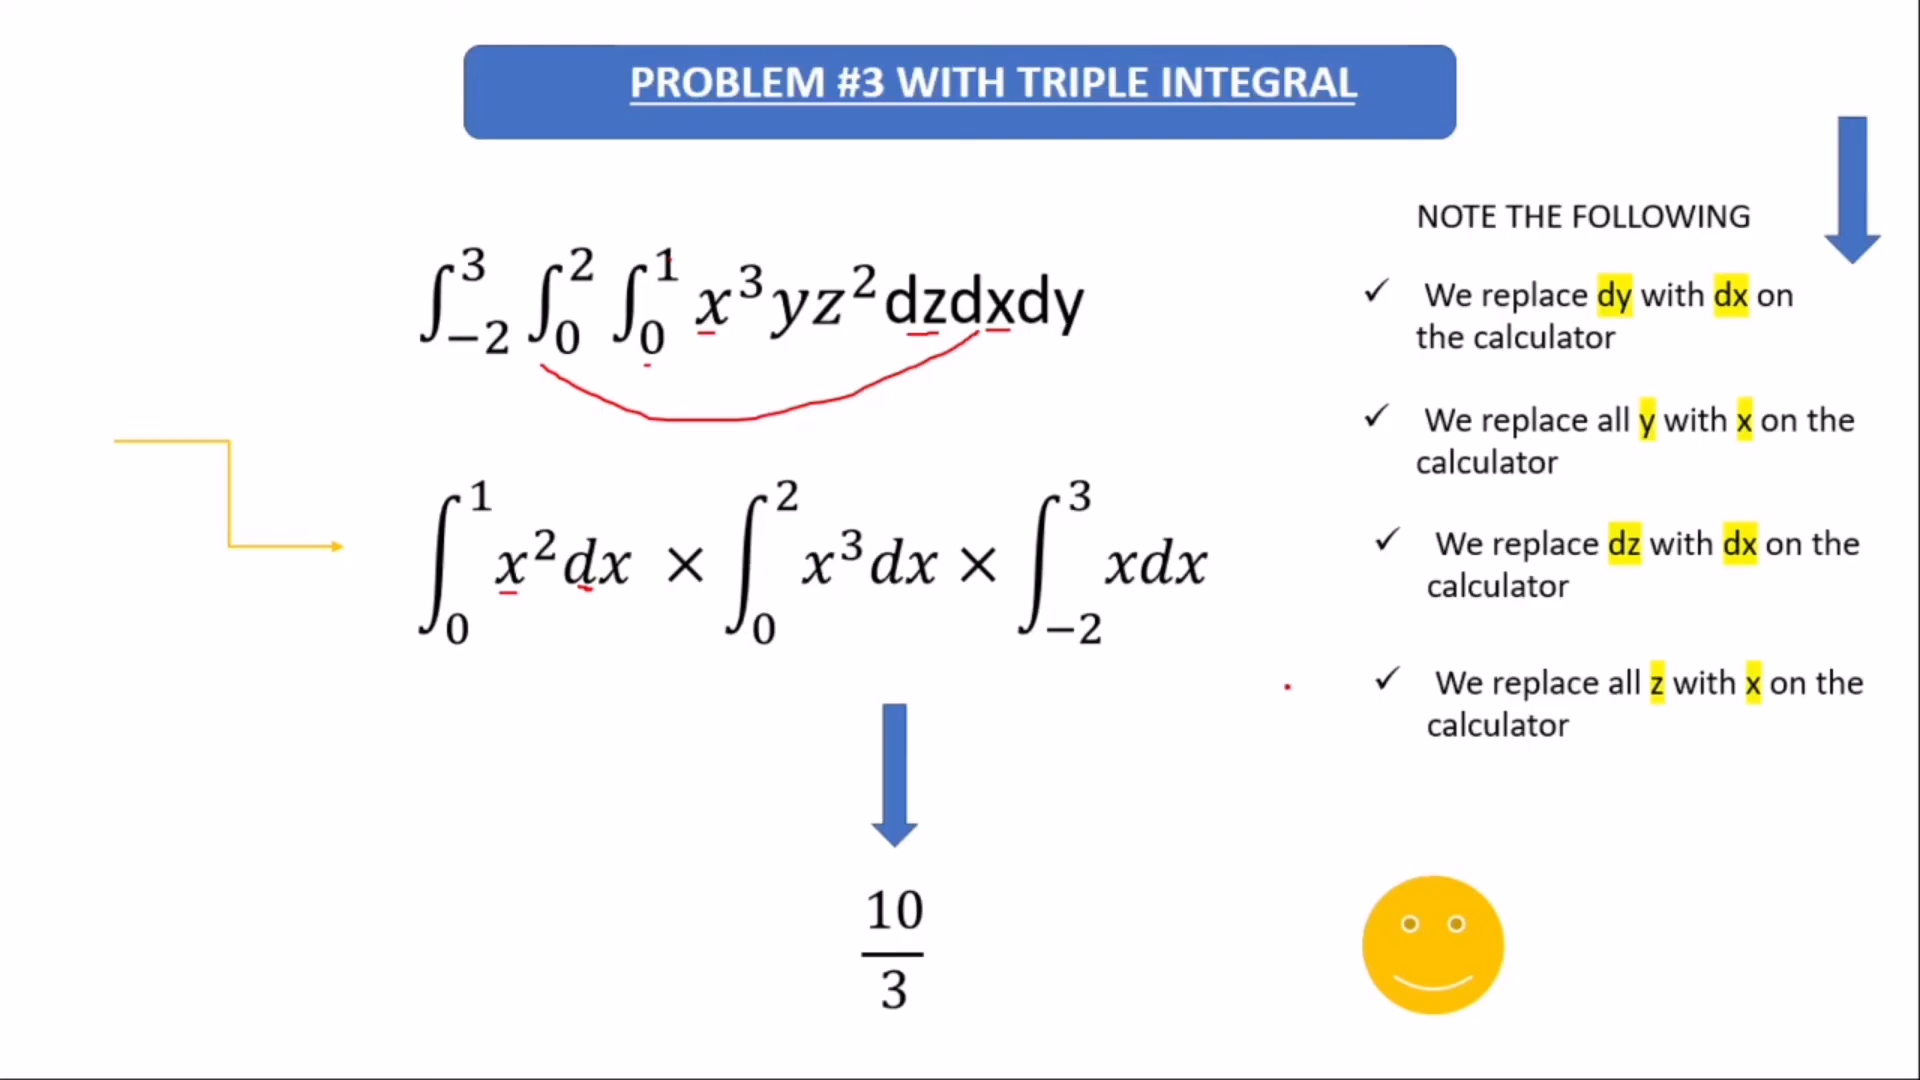 PROBLEM #3 WITH TRIPLE INTEGRAL
∫₋₂³ ∫₀² ∫₀¹ x³yz²dzdxdy
∫₀¹ x²dx × ∫₀² x³dx × ∫₋₂³ xdx
10
3
NOTE THE FOLLOWING
✓ We replace dy with dx on
the calculator
✓ We replace all y with x on the
calculator
✓ We replace dz with dx on the
calculator
✓ We replace all z with x on the
calculator